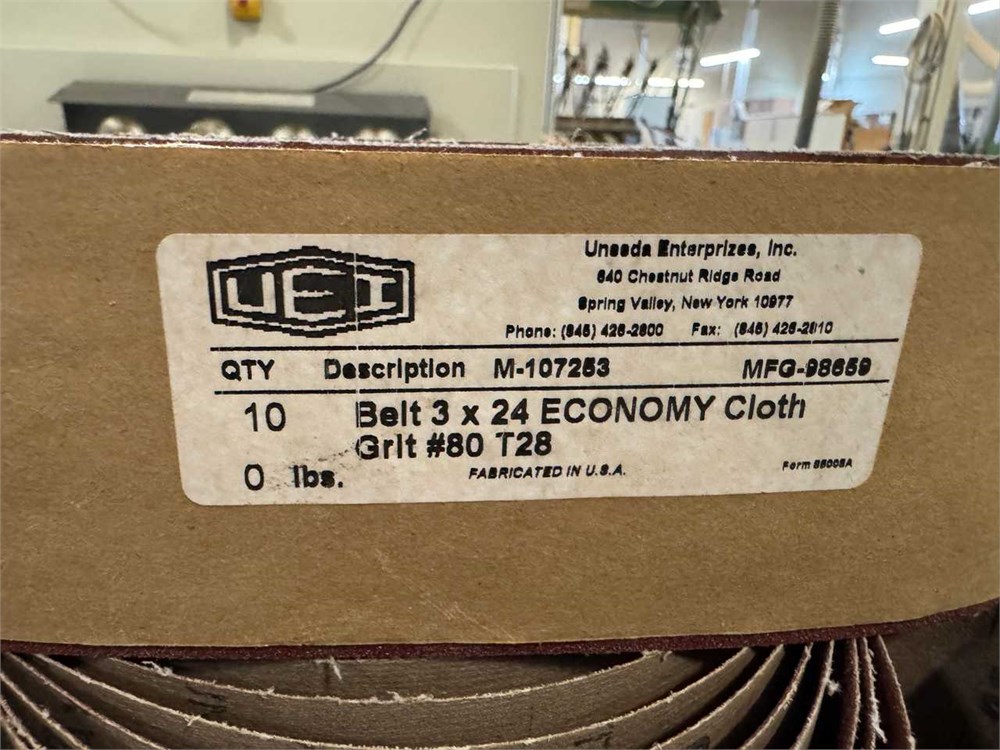 UEI
Uneeda Enterprizes, Inc.
640 Chestnut Ridge Road
Spring Valley, New York 10977
Phone: (845) 426-2800 Fax: (845) 426-2810
QTY Description M-107253 MFG-98659
10 Belt 3 x 24 ECONOMY Cloth
Grit #80 T28
0 lbs. FABRICATED IN U.S.A. Form 85005A